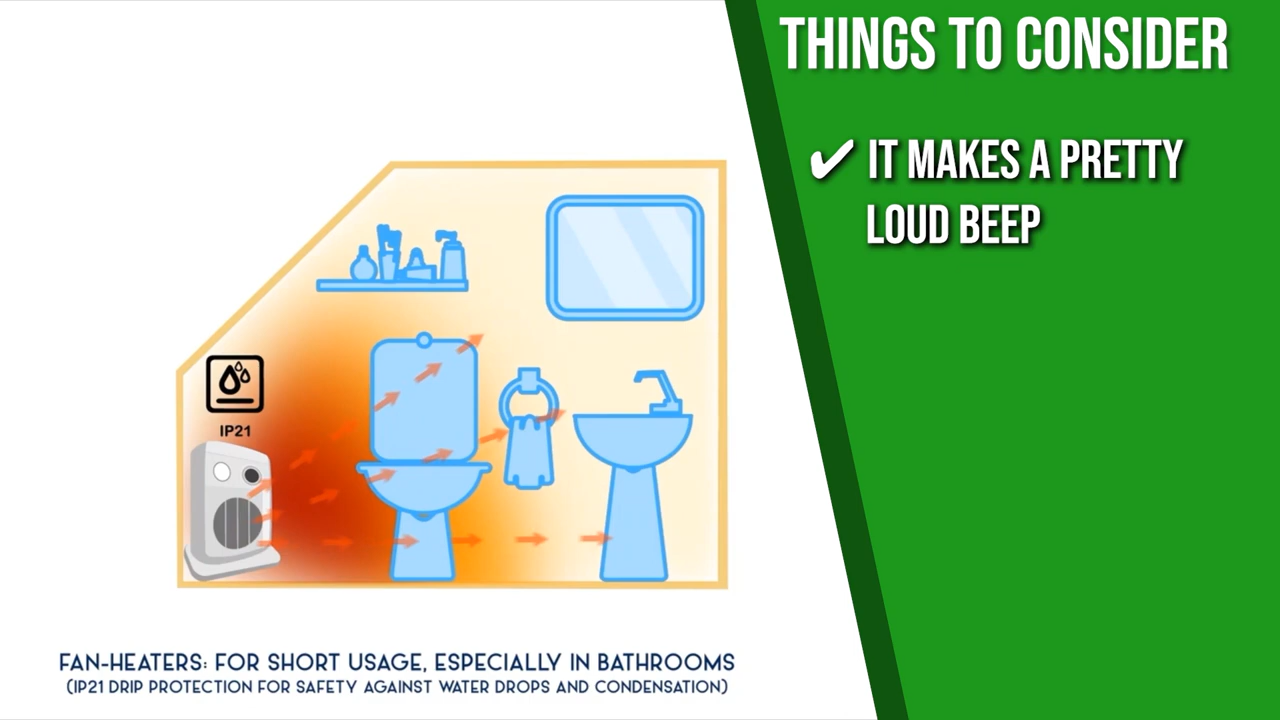 THINGS TO CONSIDER
✔ IT MAKES A PRETTY
LOUD BEEP
IP21
FAN-HEATERS: FOR SHORT USAGE, ESPECIALLY IN BATHROOMS
(IP21 DRIP PROTECTION FOR SAFETY AGAINST WATER DROPS AND CONDENSATION)